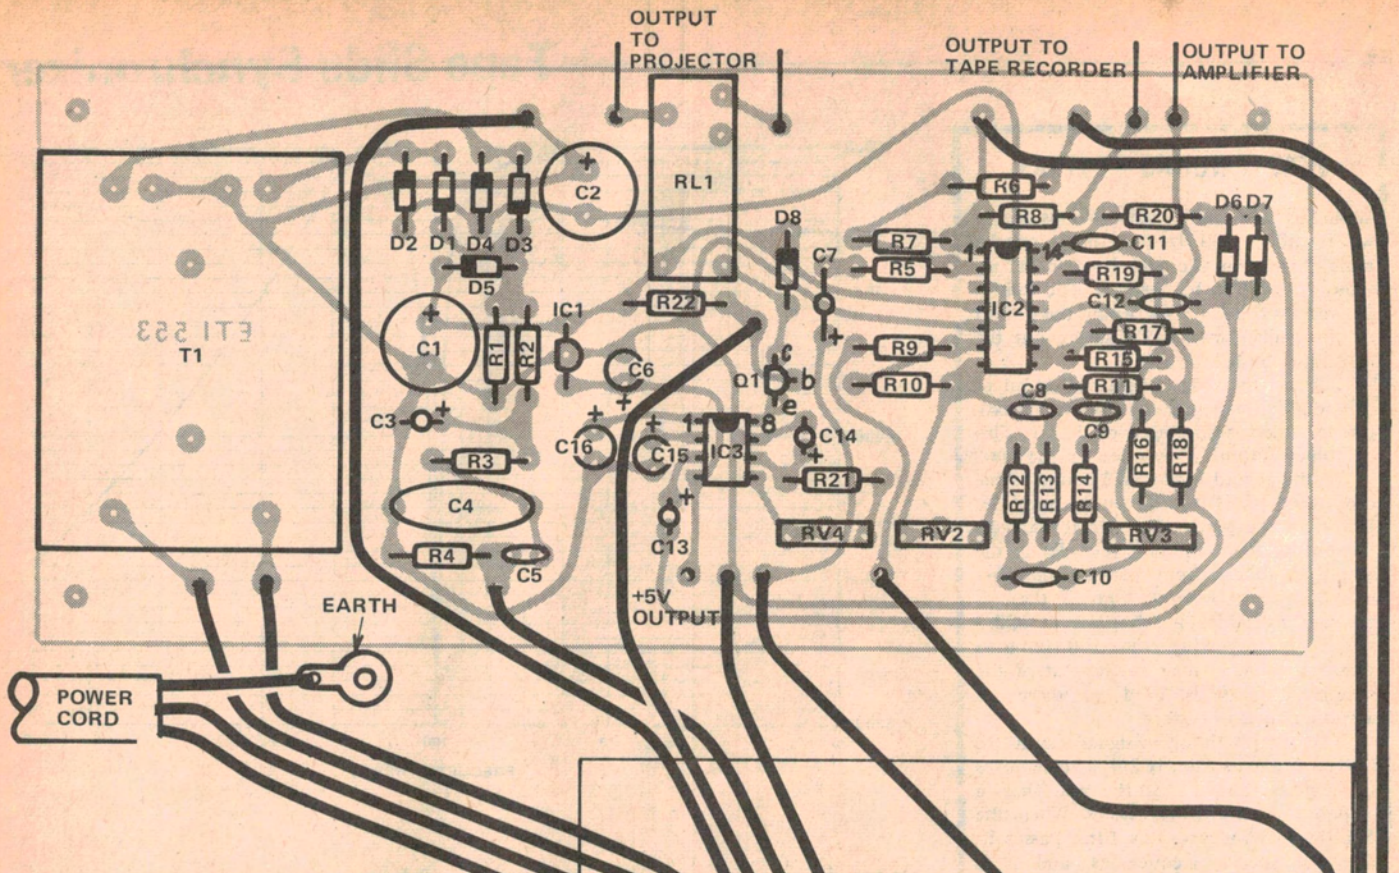 OUTPUT
TO
PROJECTOR
OUTPUT TO
TAPE RECORDER
OUTPUT TO
AMPLIFIER
+
C2
RL1
R6
R8
R20
D6 D7
D2 D1 D4 D3
D8
R7
1
14
C11
D5
C7
R5
R19
+
IC1
R22
IC2
C12
ETI 553
T1
C1
R1
R2
+
R17
R9
R15
C6
Q1
c
b
e
R10
R11
C3
+
+
+
+
1
8
C8
C9
C16
C15
IC3
C14
+
R16
R18
R3
R21
C4
+
R12
R13
R14
C13
RV4
RV2
RV3
R4
C5
C10
+5V
OUTPUT
EARTH
POWER
CORD